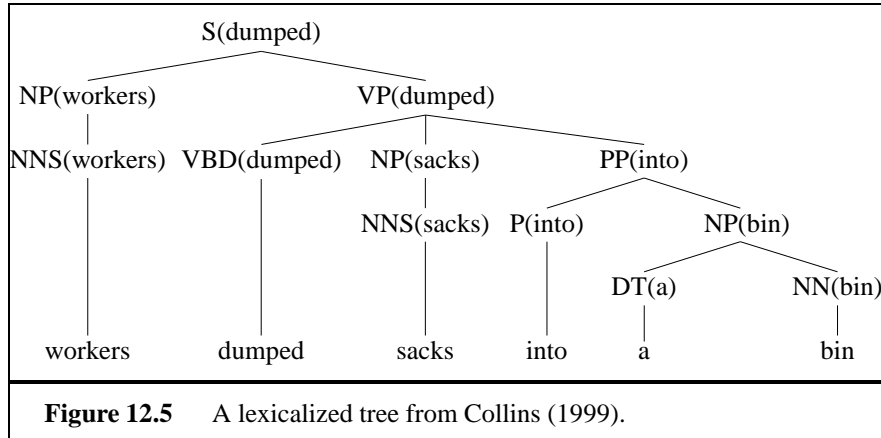 S(dumped)
NP(workers) VP(dumped)
NNS(workers) VBD(dumped) NP(sacks) PP(into)
NNS(sacks) P(into) NP(bin)
DT(a) NN(bin)
workers dumped sacks into a bin
Figure 12.5 A lexicalized tree from Collins (1999).